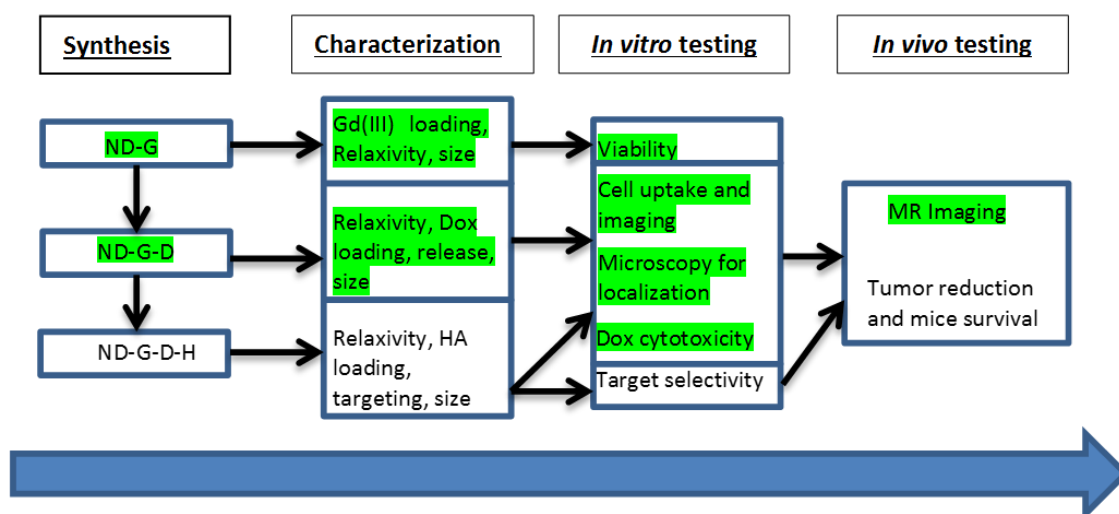 Synthesis
Characterization
In vitro testing
In vivo testing
ND-G
Gd(III) loading,
Relaxivity, size
Viability
Cell uptake and
imaging
MR Imaging
ND-G-D
Relaxivity, Dox
loading, release,
size
Microscopy for
localization
Tumor reduction
and mice survival
Dox cytotoxicity
ND-G-D-H
Relaxivity, HA
loading,
targeting, size
Target selectivity